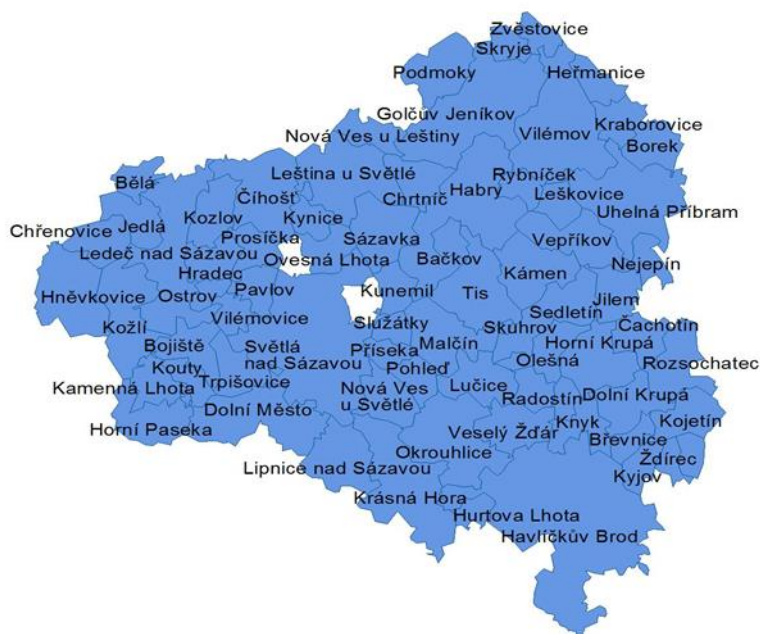 Zvěstovice
Skryje
Podmoky
Heřmanice
Golčův Jeníkov
Kraborovice
Nová Ves u Leštiny
Vilémov
Borek
Leština u Světlé
Rybníček
Bělá
Habry
Leškovice
Číhošť
Chrtníč
Kozlov
Kynice
Uhelná Příbram
Chřenovice
Jedlá
Prosíčka
Sázavka
Vepříkov
Ledeč nad Sázavou
Ovesná Lhota
Bačkov
Nejepín
Hradec
Kámen
Hněvkovice
Ostrov
Pavlov
Kunemil
Tis
Jilem
Sedletín
Kožlí
Vilémovice
Služátky
Skuhrov
Čachotín
Bojiště
Světlá
nad Sázavou
Příseka
Malčín
Horní Krupá
Kouty
Pohleď
Olešná
Rozsochatec
Kamenná Lhota
Trpišovice
Nová Ves
u Světlé
Lučice
Radostín
Dolní Krupá
Dolní Město
Knyk
Kojetín
Horní Paseka
Veselý Žďár
Břevnice
Okrouhlice
Ždírec
Lipnice nad Sázavou
Kyjov
Krásná Hora
Hurtova Lhota
Havlíčkův Brod